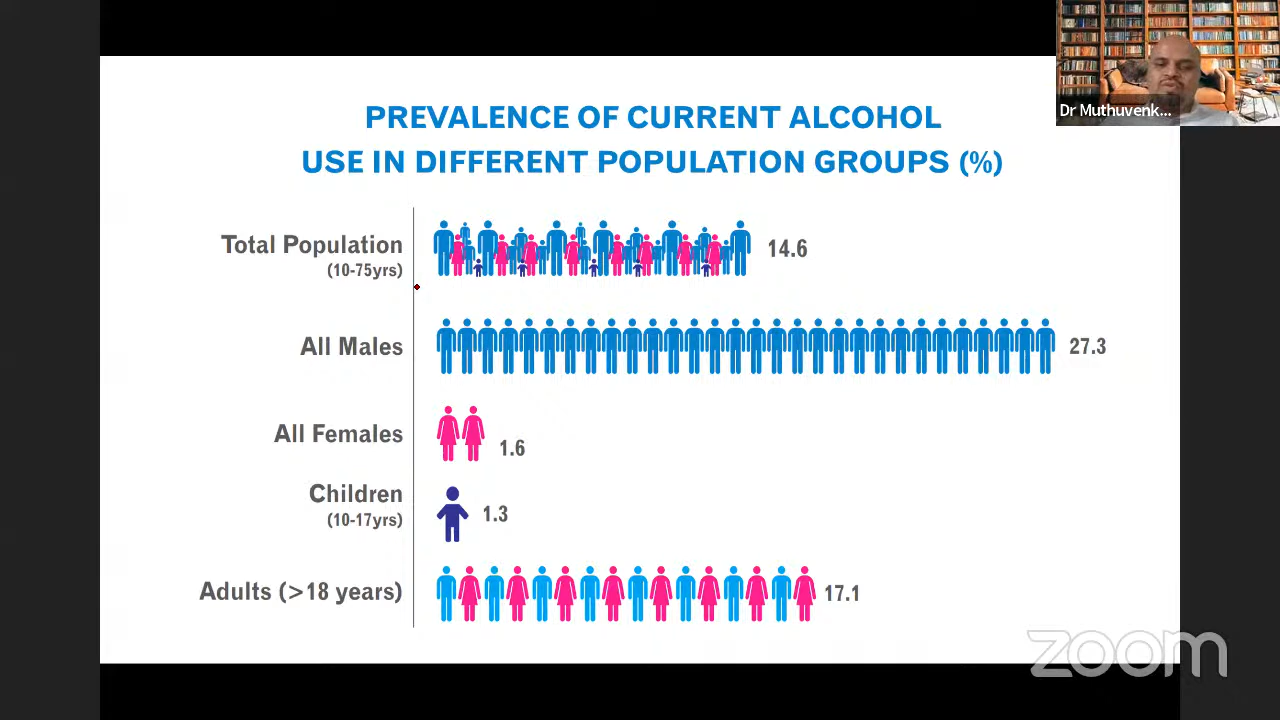 Dr Muthuvenk...
PREVALENCE OF CURRENT ALCOHOL
USE IN DIFFERENT POPULATION GROUPS (%)
Total Population
(10-75yrs)
14.6
All Males
27.3
All Females
1.6
Children
(10-17yrs)
1.3
Adults (>18 years)
17.1
zoom